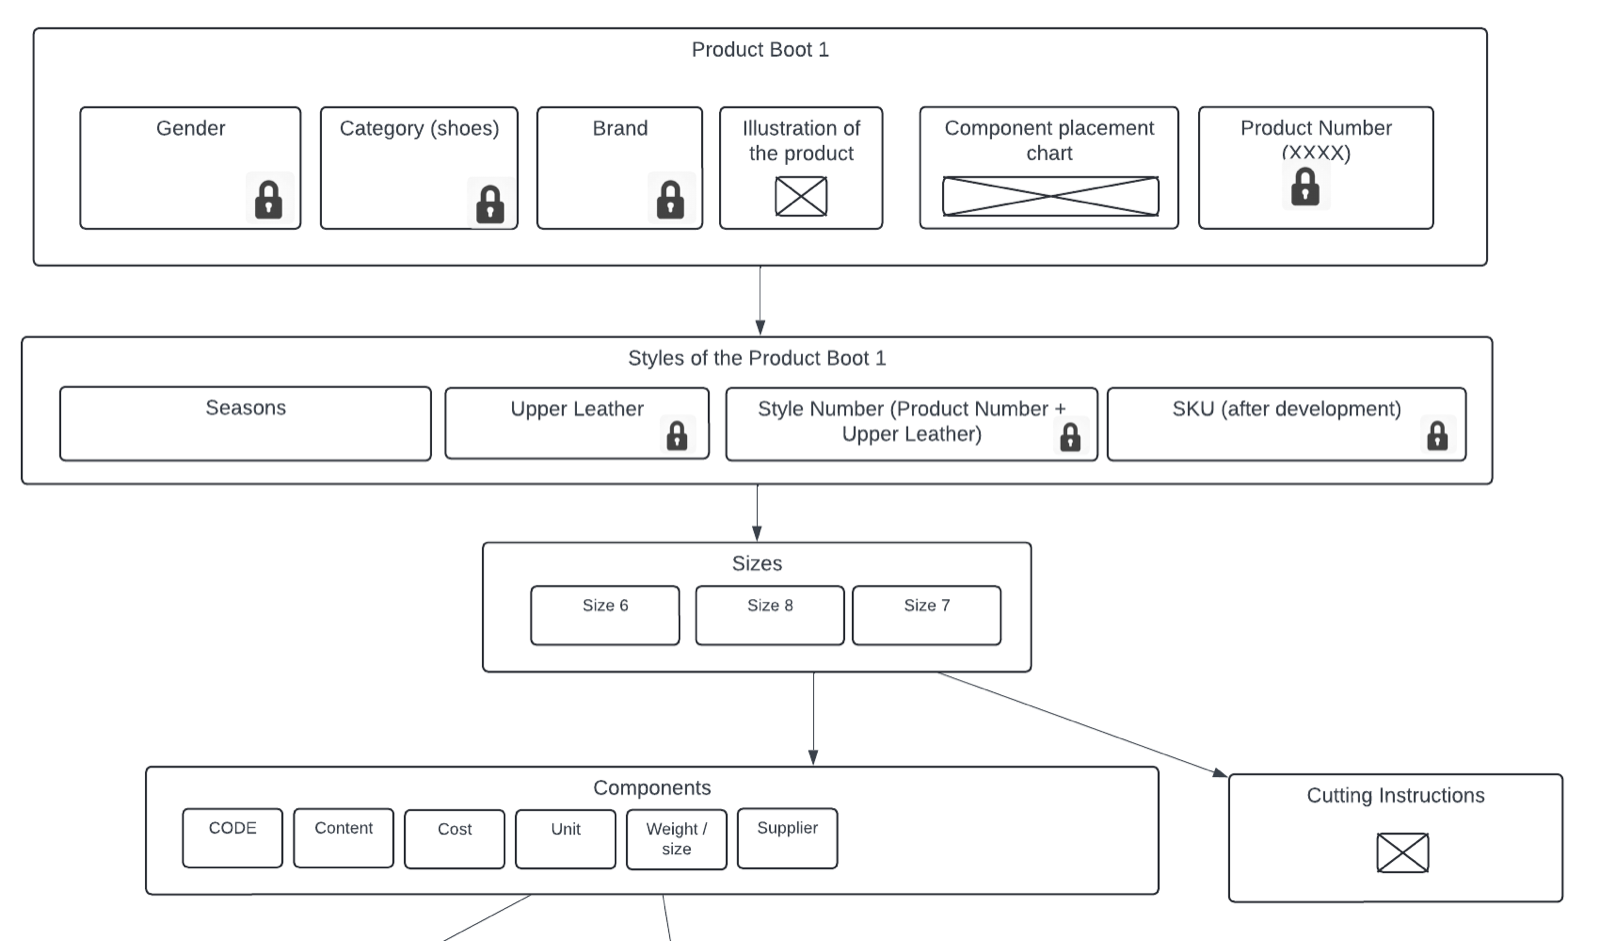 Product Boot 1
Gender
Category (shoes)
Brand
Illustration of
the product
Component placement
chart
Product Number
(XXXX)
Styles of the Product Boot 1
Seasons
Upper Leather
Style Number (Product Number +
Upper Leather)
SKU (after development)
Sizes
Size 6
Size 8
Size 7
Components
CODE
Content
Cost
Unit
Weight /
size
Supplier
Cutting Instructions